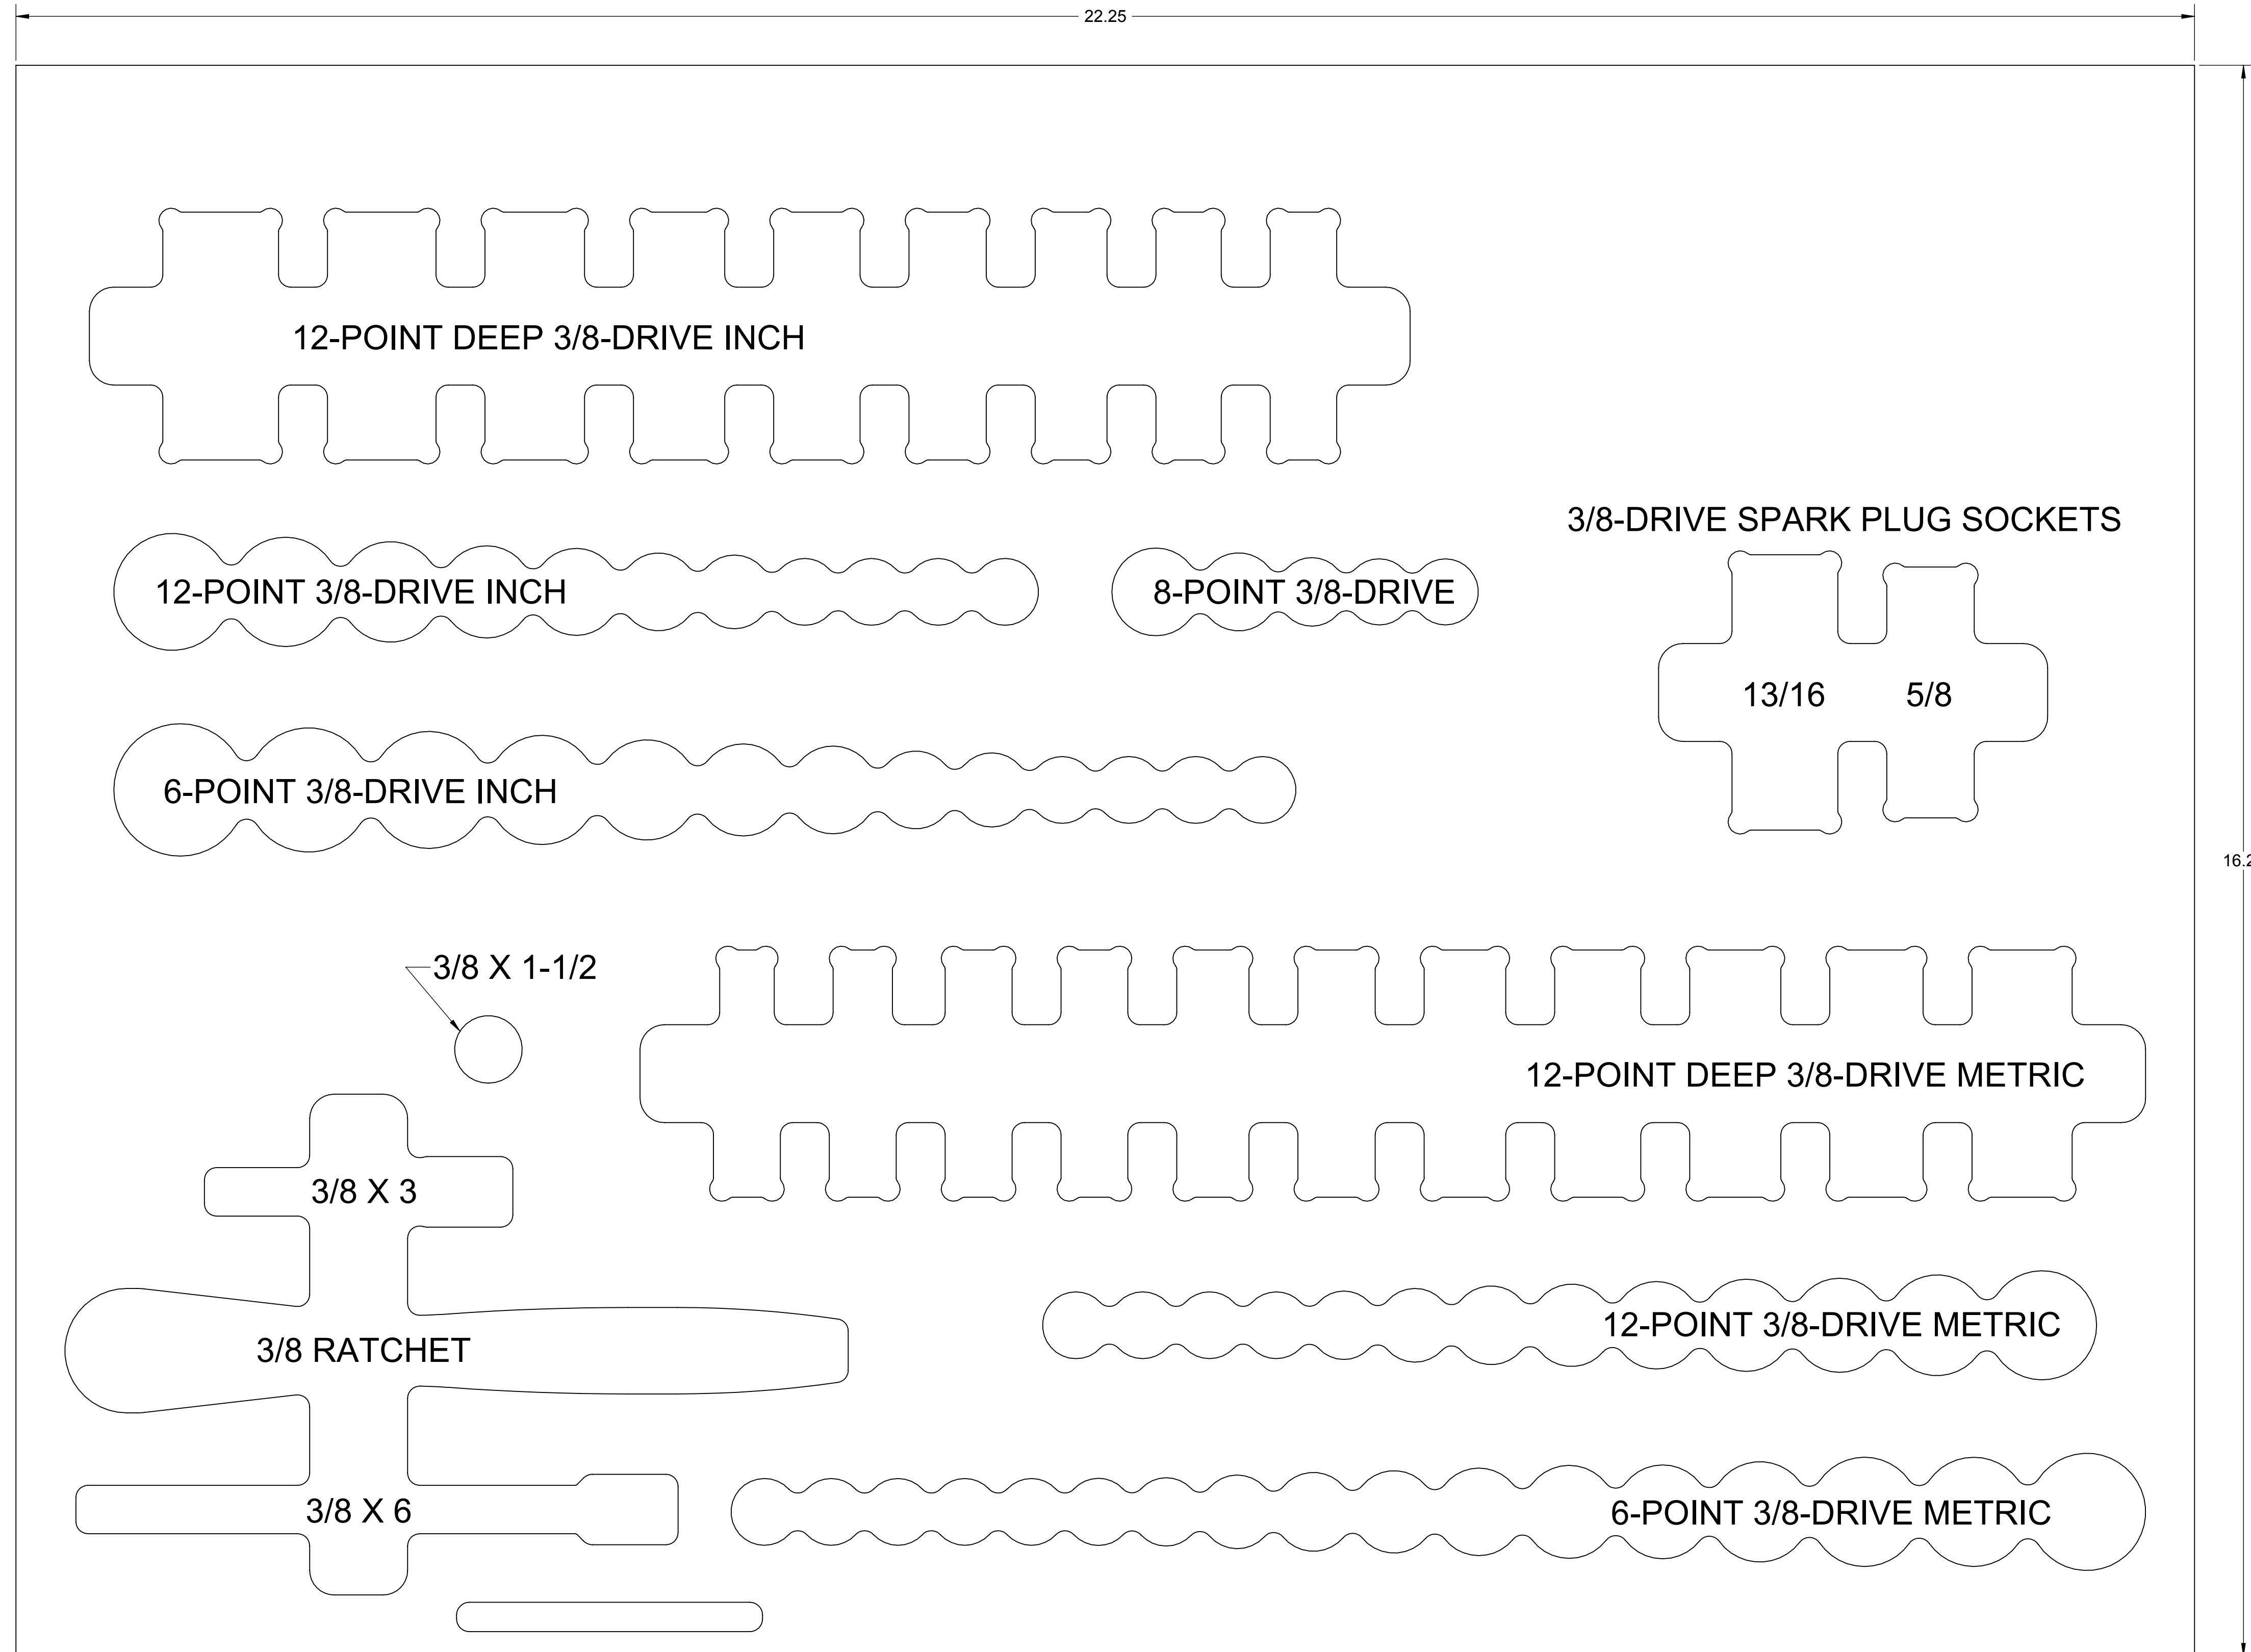 22.25
12-POINT DEEP 3/8-DRIVE INCH
3/8-DRIVE SPARK PLUG SOCKETS
12-POINT 3/8-DRIVE INCH
8-POINT 3/8-DRIVE
13/16
5/8
6-POINT 3/8-DRIVE INCH
16.2
3/8 X 1-1/2
12-POINT DEEP 3/8-DRIVE METRIC
3/8 X 3
12-POINT 3/8-DRIVE METRIC
3/8 RATCHET
3/8 X 6
6-POINT 3/8-DRIVE METRIC